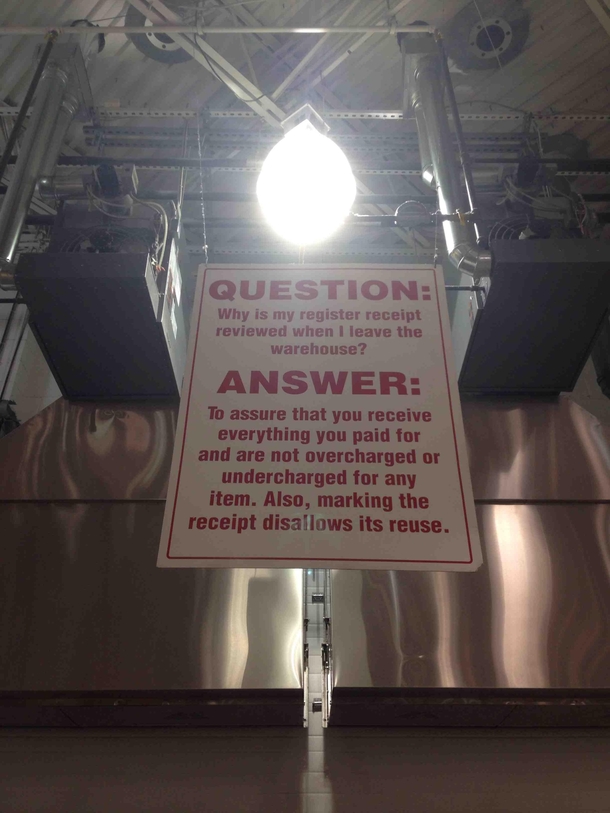 QUESTION:
Why is my register receipt
reviewed when I leave the
warehouse?
ANSWER:
To assure that you receive
everything you paid for
and are not overcharged or
undercharged for any
item. Also, marking the
receipt disallows its reuse.